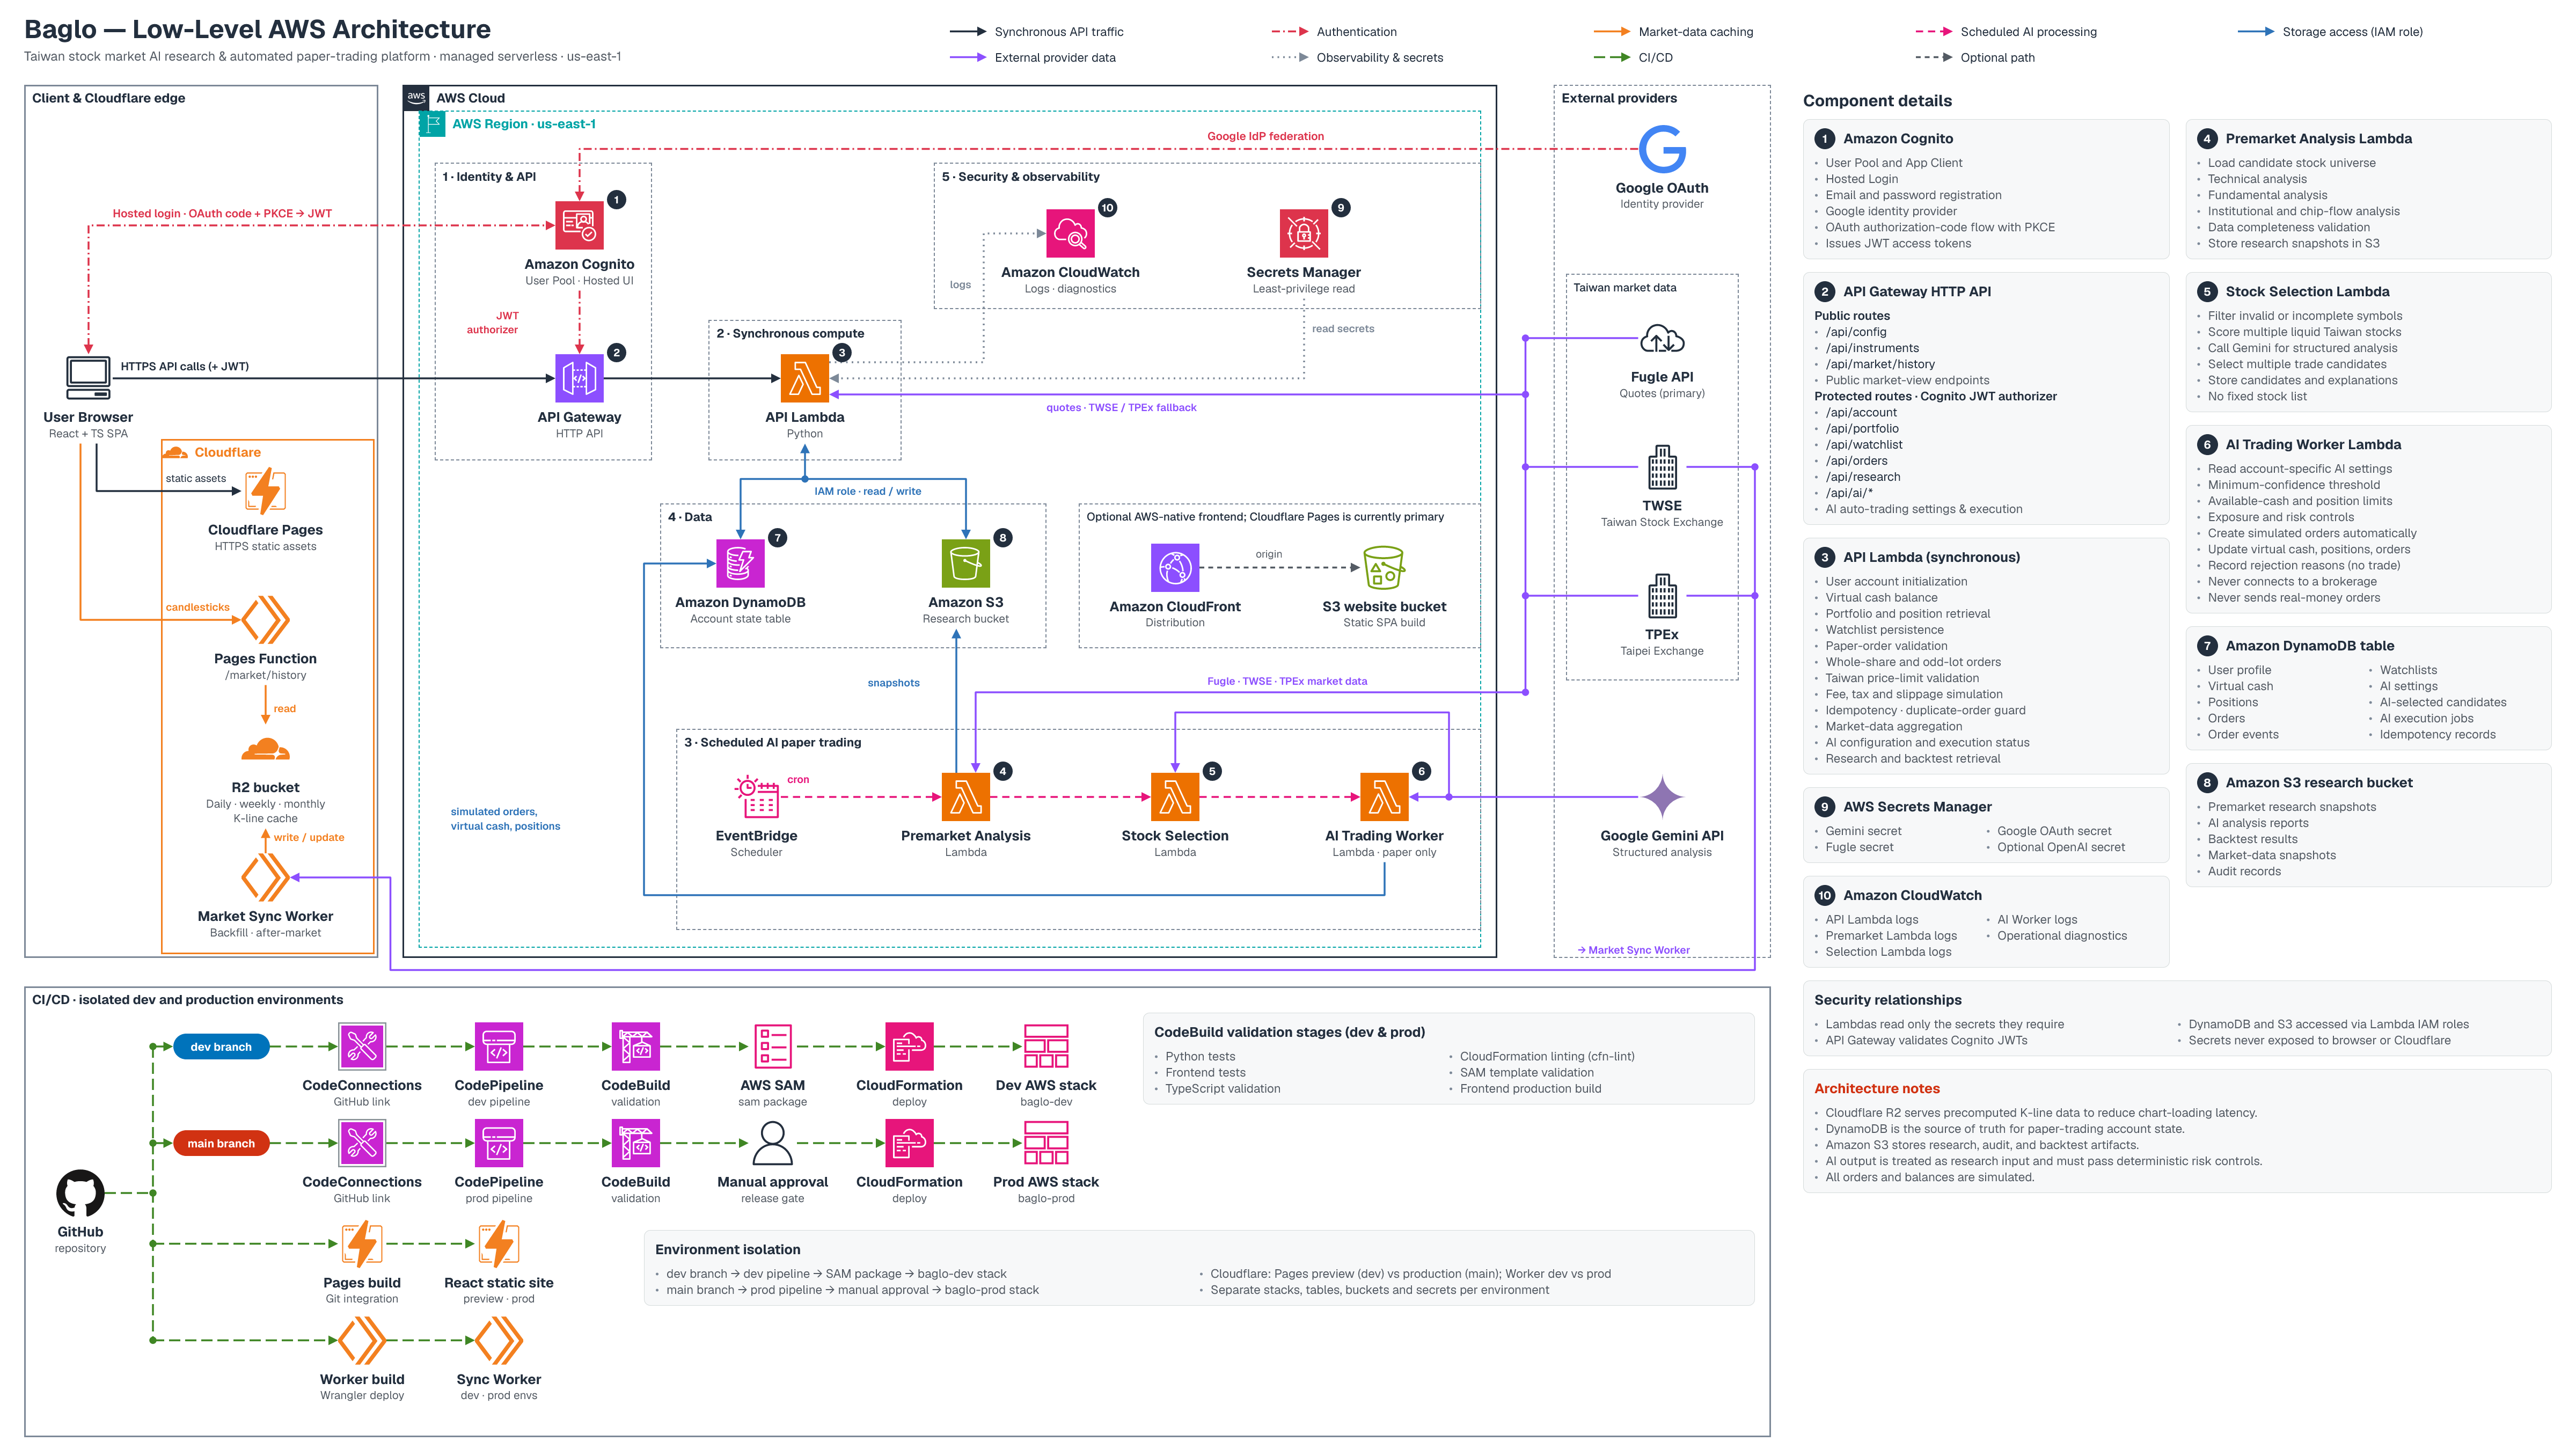 Baglo — Low-Level AWS Architecture
Taiwan stock market AI research & automated paper-trading platform · managed serverless · us-east-1
Synchronous API traffic
Authentication
Market-data caching
Scheduled AI processing
Storage access (IAM role)
External provider data
Observability & secrets
CI/CD
Optional path
Client & Cloudflare edge
Hosted login · OAuth code + PKCE → JWT
HTTPS API calls (+ JWT)
User Browser
React + TS SPA
Cloudflare
static assets
Cloudflare Pages
HTTPS static assets
candlesticks
Pages Function
/market/history
read
R2 bucket
Daily · weekly · monthly
K-line cache
write / update
Market Sync Worker
Backfill · after-market
aws
AWS Cloud
AWS Region · us-east-1
Google IdP federation
1 · Identity & API
1
Amazon Cognito
User Pool · Hosted UI
JWT
authorizer
2
API Gateway
HTTP API
2 · Synchronous compute
3
API Lambda
Python
5 · Security & observability
10
Amazon CloudWatch
Logs · diagnostics
logs
9
Secrets Manager
Least-privilege read
read secrets
quotes · TWSE / TPEx fallback
IAM role · read / write
4 · Data
7
Amazon DynamoDB
Account state table
8
Amazon S3
Research bucket
Optional AWS-native frontend; Cloudflare Pages is currently primary
Amazon CloudFront
Distribution
origin
S3 website bucket
Static SPA build
snapshots
Fugle · TWSE · TPEx market data
3 · Scheduled AI paper trading
EventBridge
Scheduler
cron
4
Premarket Analysis
Lambda
5
Stock Selection
Lambda
6
AI Trading Worker
Lambda · paper only
simulated orders,
virtual cash, positions
External providers
Google OAuth
Identity provider
Taiwan market data
Fugle API
Quotes (primary)
TWSE
Taiwan Stock Exchange
TPEx
Taipei Exchange
Google Gemini API
Structured analysis
→ Market Sync Worker
Component details
1 Amazon Cognito
• User Pool and App Client
• Hosted Login
• Email and password registration
• Google identity provider
• OAuth authorization-code flow with PKCE
• Issues JWT access tokens
2 API Gateway HTTP API
Public routes
• /api/config
• /api/instruments
• /api/market/history
• Public market-view endpoints
Protected routes · Cognito JWT authorizer
• /api/account
• /api/portfolio
• /api/watchlist
• /api/orders
• /api/research
• /api/ai/*
• AI auto-trading settings & execution
3 API Lambda (synchronous)
• User account initialization
• Virtual cash balance
• Portfolio and position retrieval
• Watchlist persistence
• Paper-order validation
• Whole-share and odd-lot orders
• Taiwan price-limit validation
• Fee, tax and slippage simulation
• Idempotency · duplicate-order guard
• Market-data aggregation
• AI configuration and execution status
• Research and backtest retrieval
9 AWS Secrets Manager
• Gemini secret
• Fugle secret
• Google OAuth secret
• Optional OpenAI secret
10 Amazon CloudWatch
• API Lambda logs
• Premarket Lambda logs
• Selection Lambda logs
• AI Worker logs
• Operational diagnostics
4 Premarket Analysis Lambda
• Load candidate stock universe
• Technical analysis
• Fundamental analysis
• Institutional and chip-flow analysis
• Data completeness validation
• Store research snapshots in S3
5 Stock Selection Lambda
• Filter invalid or incomplete symbols
• Score multiple liquid Taiwan stocks
• Call Gemini for structured analysis
• Select multiple trade candidates
• Store candidates and explanations
• No fixed stock list
6 AI Trading Worker Lambda
• Read account-specific AI settings
• Minimum-confidence threshold
• Available-cash and position limits
• Exposure and risk controls
• Create simulated orders automatically
• Update virtual cash, positions, orders
• Record rejection reasons (no trade)
• Never connects to a brokerage
• Never sends real-money orders
7 Amazon DynamoDB table
• User profile
• Virtual cash
• Positions
• Orders
• Order events
• Watchlists
• AI settings
• AI-selected candidates
• AI execution jobs
• Idempotency records
8 Amazon S3 research bucket
• Premarket research snapshots
• AI analysis reports
• Backtest results
• Market-data snapshots
• Audit records
Security relationships
• Lambdas read only the secrets they require
• API Gateway validates Cognito JWTs
• DynamoDB and S3 accessed via Lambda IAM roles
• Secrets never exposed to browser or Cloudflare
Architecture notes
• Cloudflare R2 serves precomputed K-line data to reduce chart-loading latency.
• DynamoDB is the source of truth for paper-trading account state.
• Amazon S3 stores research, audit, and backtest artifacts.
• AI output is treated as research input and must pass deterministic risk controls.
• All orders and balances are simulated.
CI/CD · isolated dev and production environments
GitHub
repository
dev branch
CodeConnections
GitHub link
CodePipeline
dev pipeline
CodeBuild
validation
AWS SAM
sam package
CloudFormation
deploy
Dev AWS stack
baglo-dev
main branch
CodeConnections
GitHub link
CodePipeline
prod pipeline
CodeBuild
validation
Manual approval
release gate
CloudFormation
deploy
Prod AWS stack
baglo-prod
Pages build
Git integration
React static site
preview · prod
Worker build
Wrangler deploy
Sync Worker
dev · prod envs
CodeBuild validation stages (dev & prod)
• Python tests
• Frontend tests
• TypeScript validation
• CloudFormation linting (cfn-lint)
• SAM template validation
• Frontend production build
Environment isolation
• dev branch → dev pipeline → SAM package → baglo-dev stack
• main branch → prod pipeline → manual approval → baglo-prod stack
• Cloudflare: Pages preview (dev) vs production (main); Worker dev vs prod
• Separate stacks, tables, buckets and secrets per environment